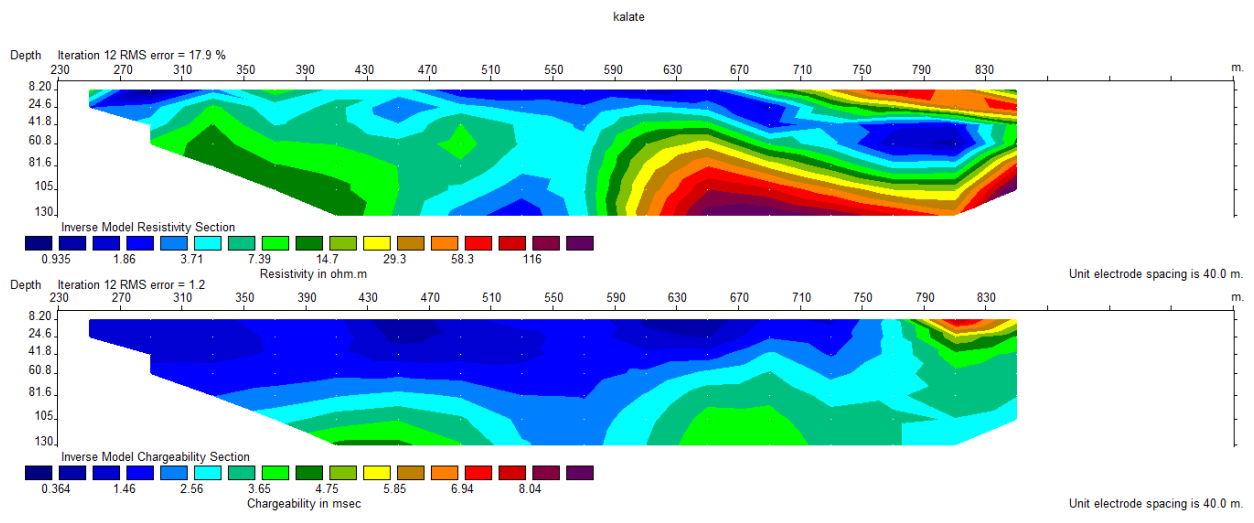 kalate
Depth Iteration 12 RMS error = 17.9 %
230 270 310 350 390 430 470 510 550 590 630 670 710 750 790 830 m.
8.20
24.6
41.8
60.8
81.6
105.
130.
Inverse Model Resistivity Section
0.935 1.86 3.71 7.39 14.7 29.3 58.3 116
Resistivity in ohm.m
Unit electrode spacing is 40.0 m.
Depth Iteration 12 RMS error = 1.2
230 270 310 350 390 430 470 510 550 590 630 670 710 750 790 830 m.
8.20
24.6
41.8
60.8
81.6
105.
130.
Inverse Model Chargeability Section
0.364 1.46 2.56 3.65 4.75 5.85 6.94 8.04
Chargeability in msec
Unit electrode spacing is 40.0 m.